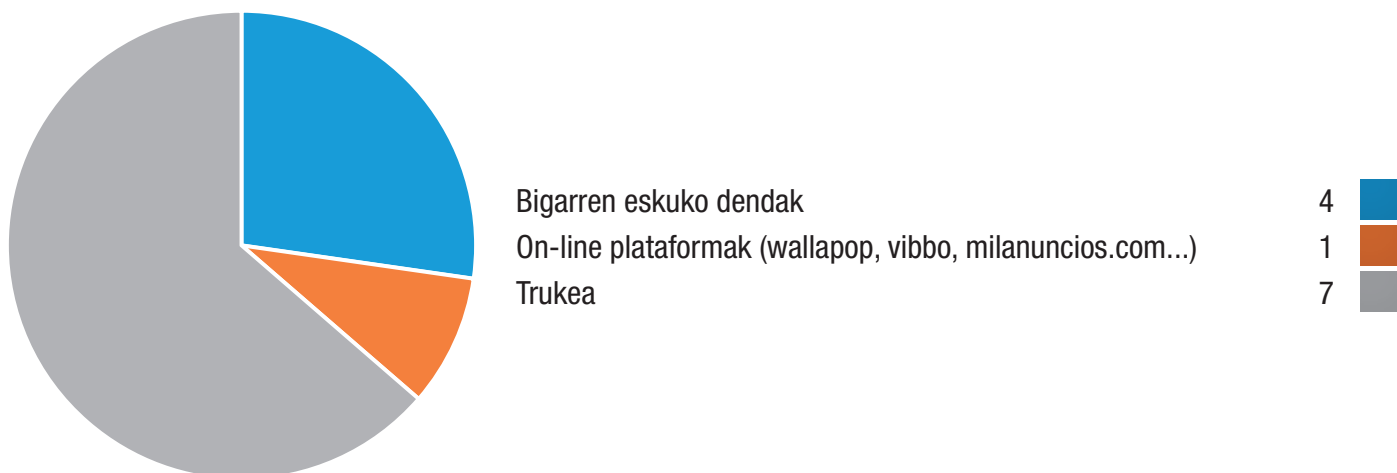 Bigarren eskuko dendak 4
On-line plataformak (wallapop, vibbo, milanuncios.com...) 1
Trukea 7